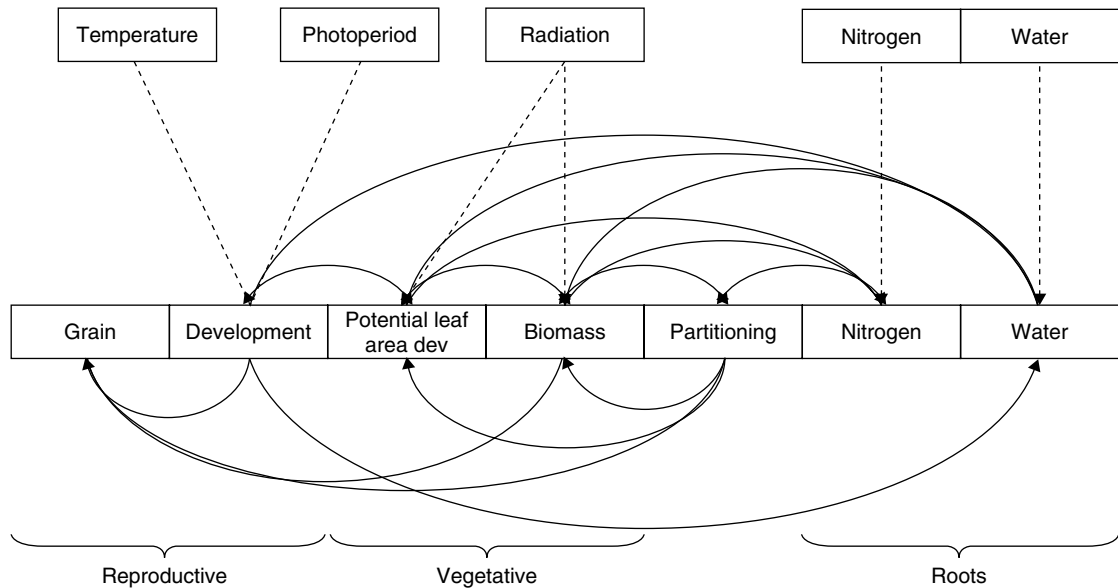 Temperature
Photoperiod
Radiation
Nitrogen
Water
Grain
Development
Potential leaf
area dev
Biomass
Partitioning
Nitrogen
Water
Reproductive
Vegetative
Roots